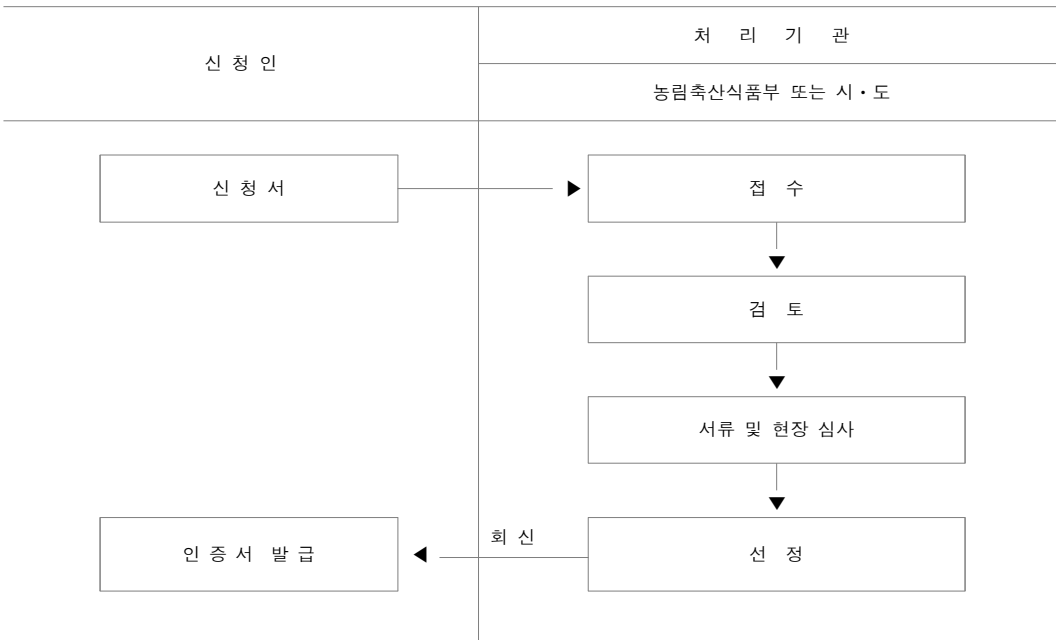 신 청 인
처 리 기 관
농림축산식품부 또는 시・도
신 청 서
접 수
검 토
서류 및 현장 심사
인 증 서 발 급
회 신
선 정